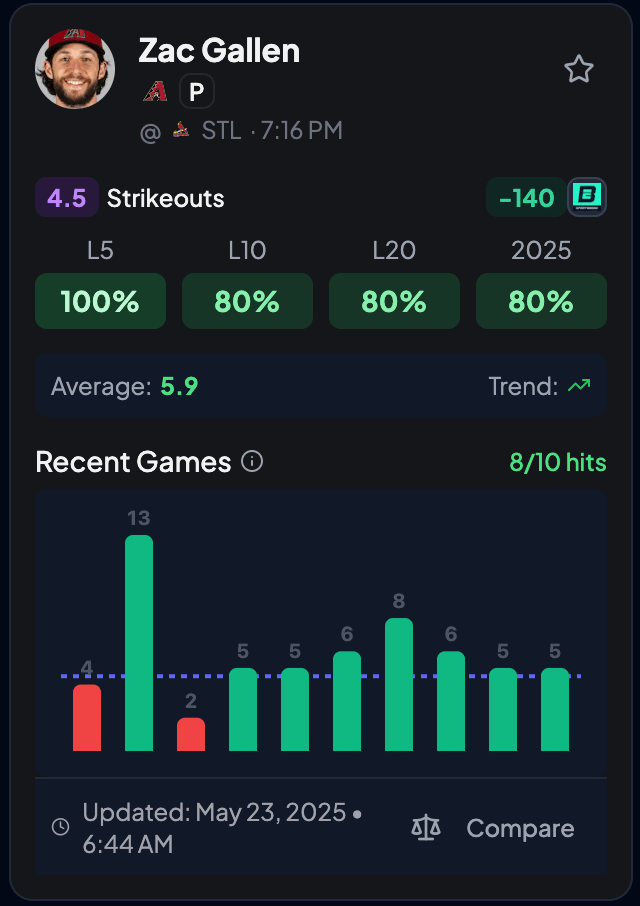 Zac Gallen
A P
@ STL · 7:16 PM
4.5 Strikeouts -140 B
L5 L10 L20 2025
100% 80% 80% 80%
Average: 5.9 Trend:
Recent Games 8/10 hits
4 13 2 5 5 6 8 6 5 5
Updated: May 23, 2025 •
6:44 AM
Compare